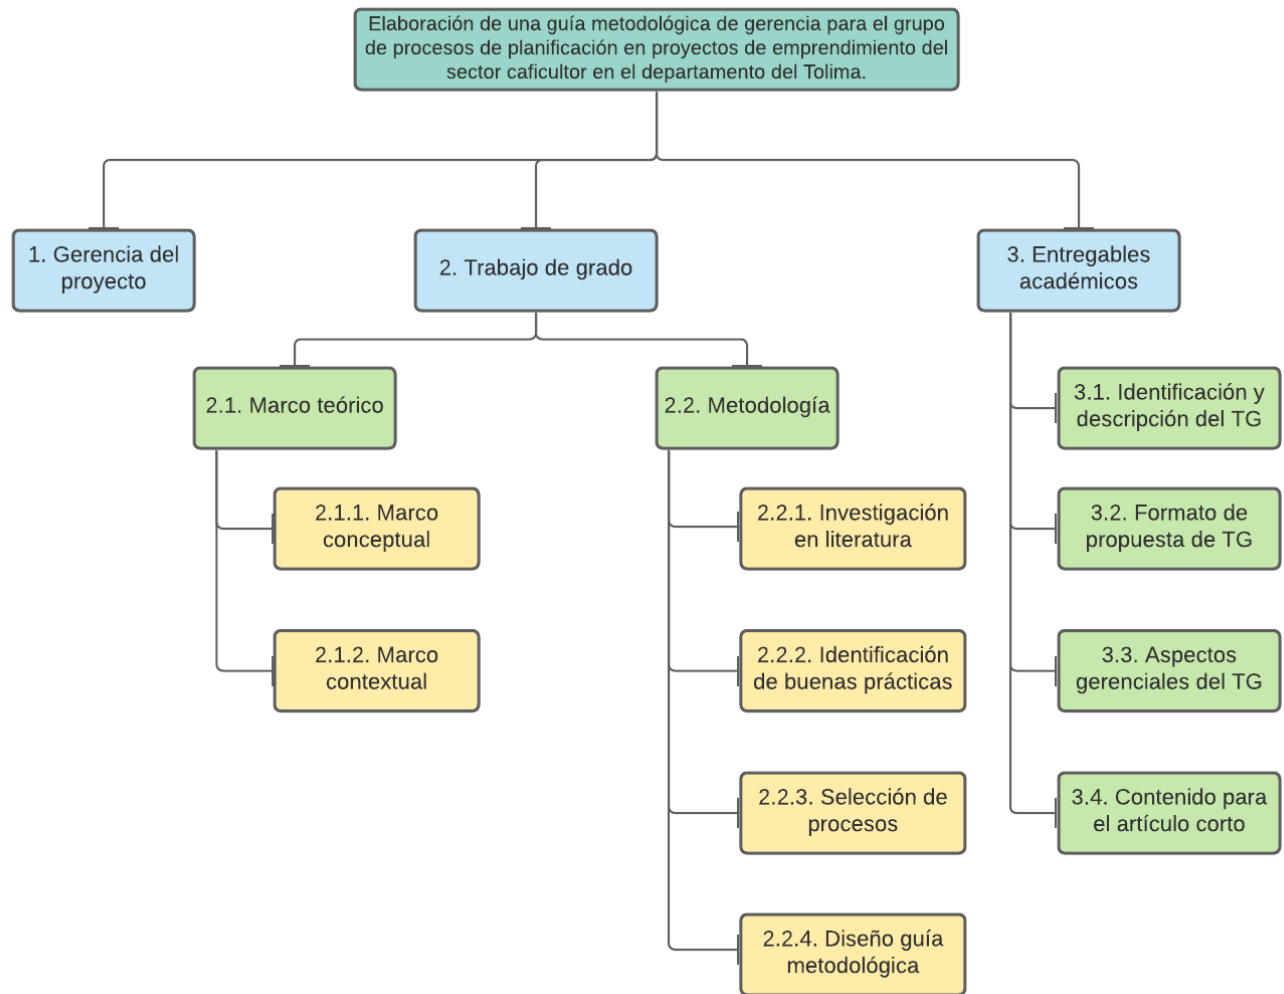 Elaboración de una guía metodológica de gerencia para el grupo
de procesos de planificación en proyectos de emprendimiento del
sector caficultor en el departamento del Tolima.
1. Gerencia del
proyecto
2. Trabajo de grado
3. Entregables
académicos
2.1. Marco teórico
2.1.1. Marco
conceptual
2.1.2. Marco
contextual
2.2. Metodología
2.2.1. Investigación
en literatura
2.2.2. Identificación
de buenas prácticas
2.2.3. Selección de
procesos
2.2.4. Diseño guía
metodológica
3.1. Identificación y
descripción del TG
3.2. Formato de
propuesta de TG
3.3. Aspectos
gerenciales del TG
3.4. Contenido para
el artículo corto